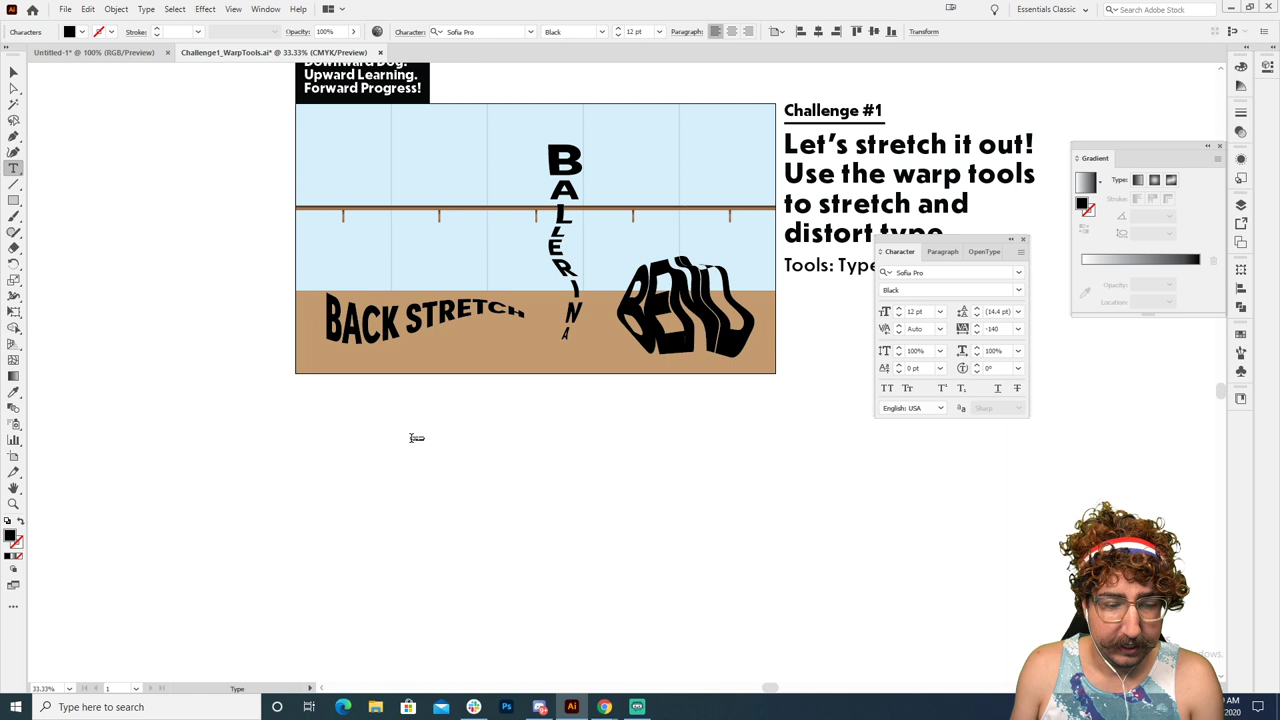 File Edit Object Type Select Effect View Window Help
Essentials Classic
Search Adobe Stock
Characters
Stroke:
Opacity: 100%
Character: Sofia Pro
Black
12 pt
Paragraph:
Transform
Untitled-1* @ 100% (RGB/Preview)
Challenge1_WarpTools.ai* @ 33.33% (CMYK/Preview)
Downward Dog.
Upward Learning.
Forward Progress!
BALLERINA
BACK STRETCH
BEND
Challenge #1
Let's stretch it out!
Use the warp tools
to stretch and
distort type
Tools: Type
Character Paragraph OpenType
Sofia Pro
Black
12 pt (14.4 pt)
Auto -140
100% 100%
0 pt 0°
English: USA Sharp
Gradient
Type:
Stroke:
Opacity:
Location:
33.33% 1 Type
Type here to search
AM
2020